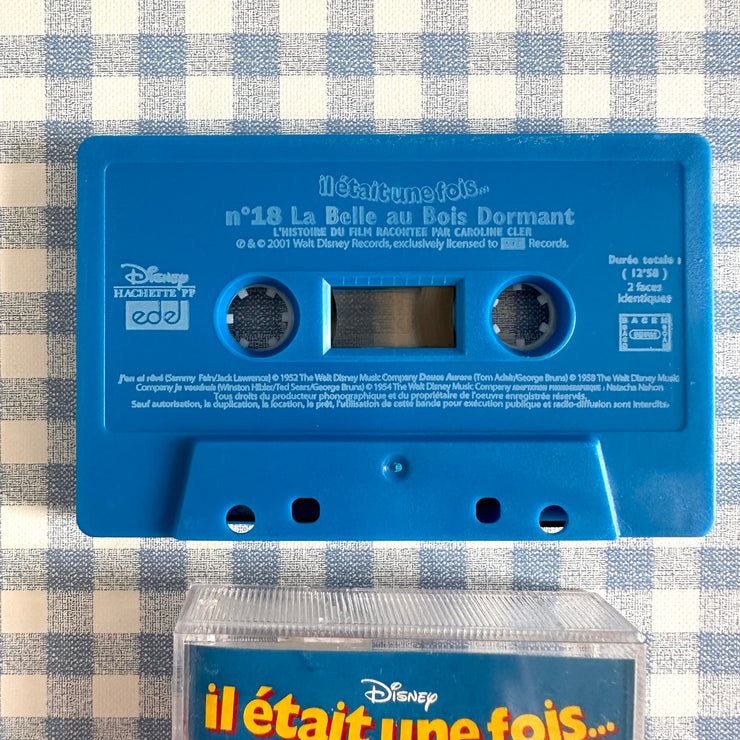 il était une fois...
n°18 La Belle au Bois Dormant
L'HISTOIRE DU FILM RACONTEE PAR CAROLINE CLER
℗ & © 2001 Walt Disney Records, exclusively licensed to edel Records.
Durée totale :
( 12'58 )
2 faces
identiques
Disney
HACHETTE PP
edel
SACEM
J'en ai rêvé (Sammy Fain/Jack Lawrence) © 1952 The Walt Disney Music Company Douce Aurore (Tom Adair/George Bruns) © 1958 The Walt Disney Music
Company Je voudrais (Winston Hibler/Ted Sears/George Bruns) © 1954 The Walt Disney Music Company ADAPTATION PHONOGRAPHIQUE : Natacha Nahon
Tous droits du producteur phonographique et du propriétaire de l'oeuvre enregistrée réservés.
Sauf autorisation, la duplication, la location, le prêt, l'utilisation de cette bande pour exécution publique et radio-diffusion sont interdits.
Disney
il était une fois...